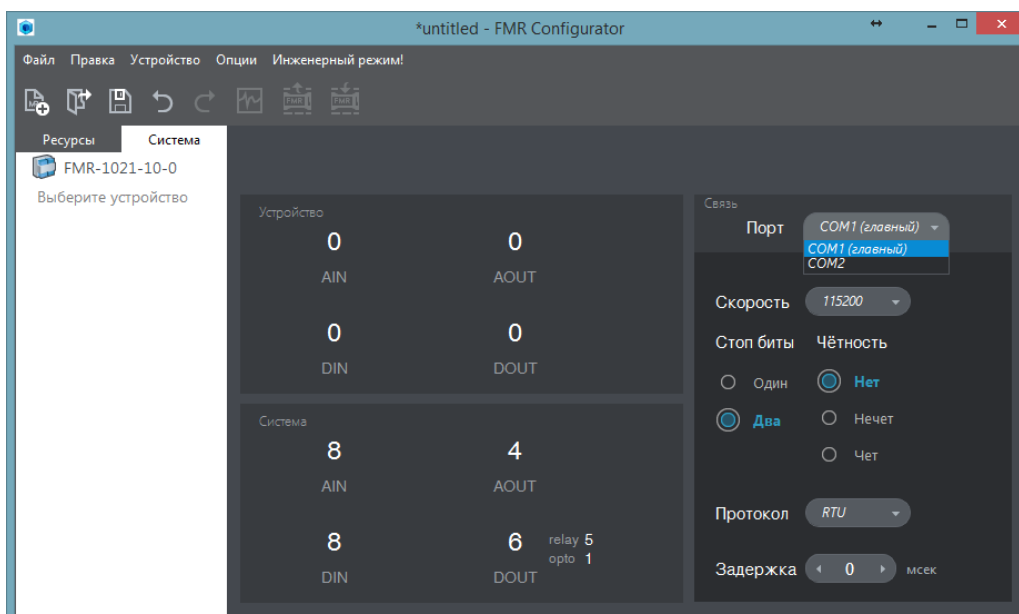 *untitled - FMR Configurator
Файл Правка Устройство Опции Инженерный режим!
Ресурсы Система
FMR-1021-10-0
Выберите устройство
Устройство
0 0
AIN AOUT
0 0
DIN DOUT
Система
8 4
AIN AOUT
8 6 relay 5
opto 1
DIN DOUT
Связь
Порт COM1 (главный)
COM1 (главный)
COM2
Скорость 115200
Стоп биты Чётность
Один Нет
Два Нечет
Чет
Протокол RTU
Задержка 0 мсек